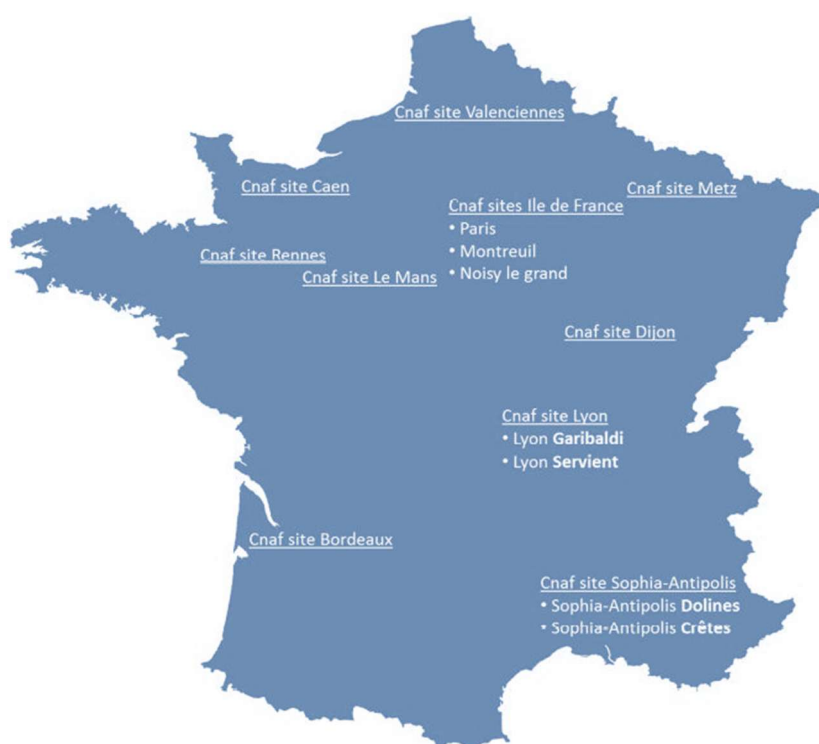 Cnaf site Valenciennes
Cnaf site Caen
Cnaf site Metz
Cnaf sites Ile de France
• Paris
• Montreuil
• Noisy le grand
Cnaf site Rennes
Cnaf site Le Mans
Cnaf site Dijon
Cnaf site Lyon
• Lyon Garibaldi
• Lyon Servient
Cnaf site Bordeaux
Cnaf site Sophia-Antipolis
• Sophia-Antipolis Dolines
• Sophia-Antipolis Crêtes